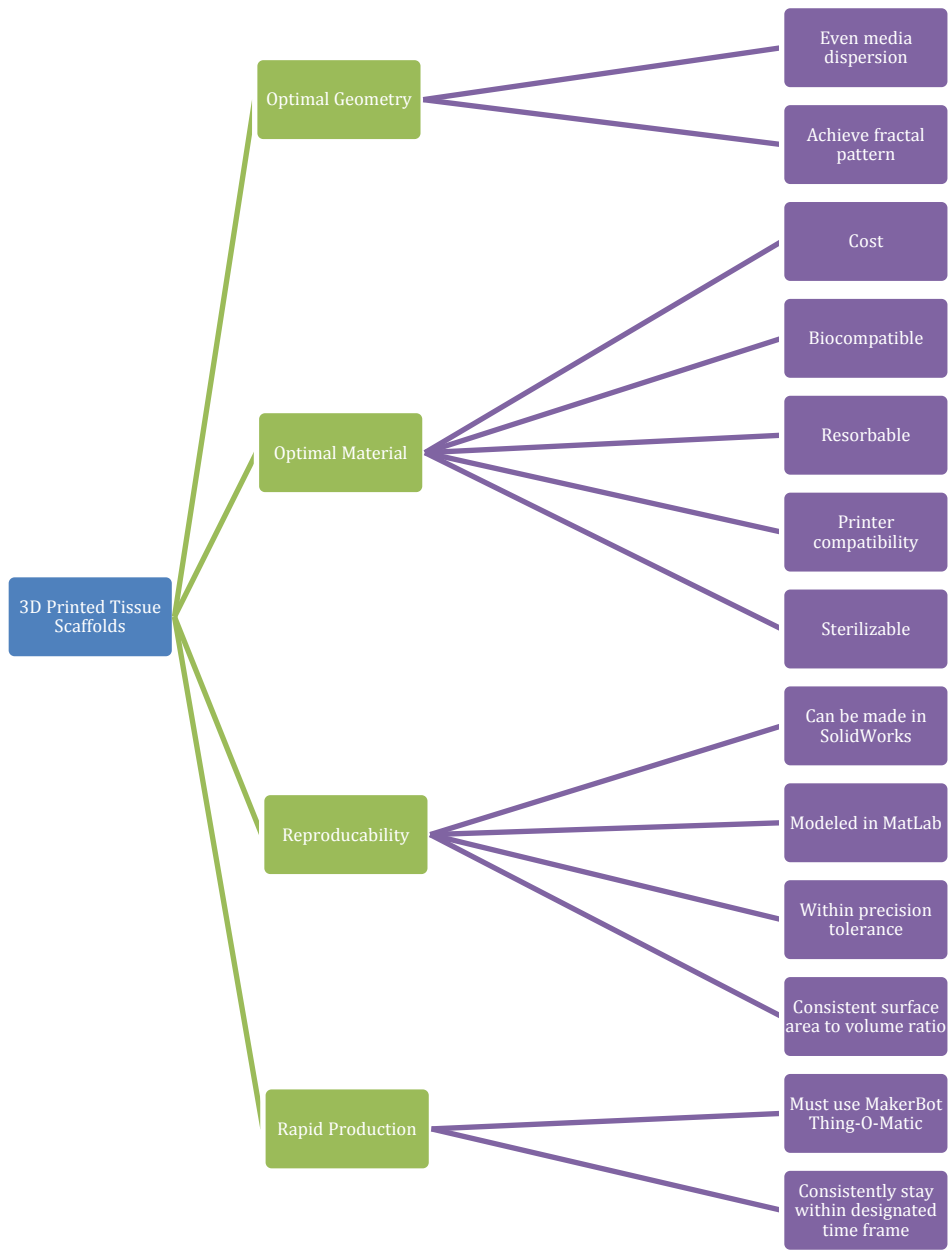 3D Printed Tissue
Scaffolds
Optimal Geometry
Even media
dispersion
Achieve fractal
pattern
Optimal Material
Cost
Biocompatible
Resorbable
Printer
compatibility
Sterilizable
Reproducability
Can be made in
SolidWorks
Modeled in MatLab
Within precision
tolerance
Consistent surface
area to volume ratio
Rapid Production
Must use MakerBot
Thing-O-Matic
Consistently stay
within designated
time frame